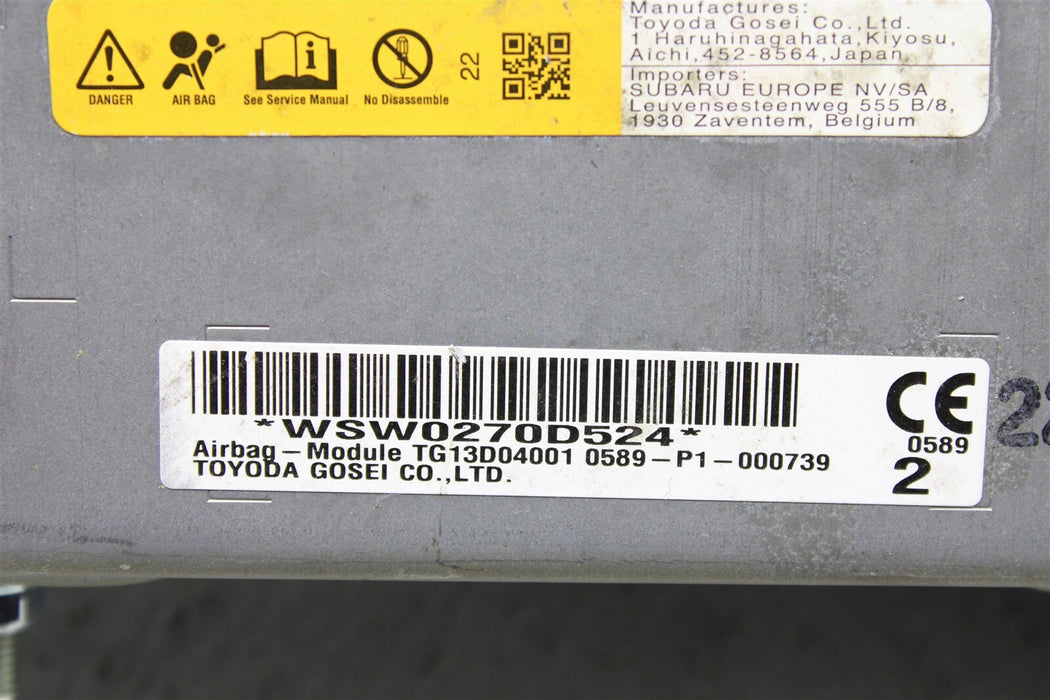 DANGER
AIR BAG
See Service Manual
No Disassemble
22
Manufactures:
Toyoda Gosei Co.,Ltd.
1 Haruhinagahata,Kiyosu,
Aichi,452-8564,Japan
Importers:
SUBARU EUROPE NV/SA
Leuvensesteenweg 555 B/8,
1930 Zaventem, Belgium
*WSW0270D524*
Airbag-Module TG13D04001 0589-P1-000739
TOYODA GOSEI CO.,LTD.
CE
0589
2